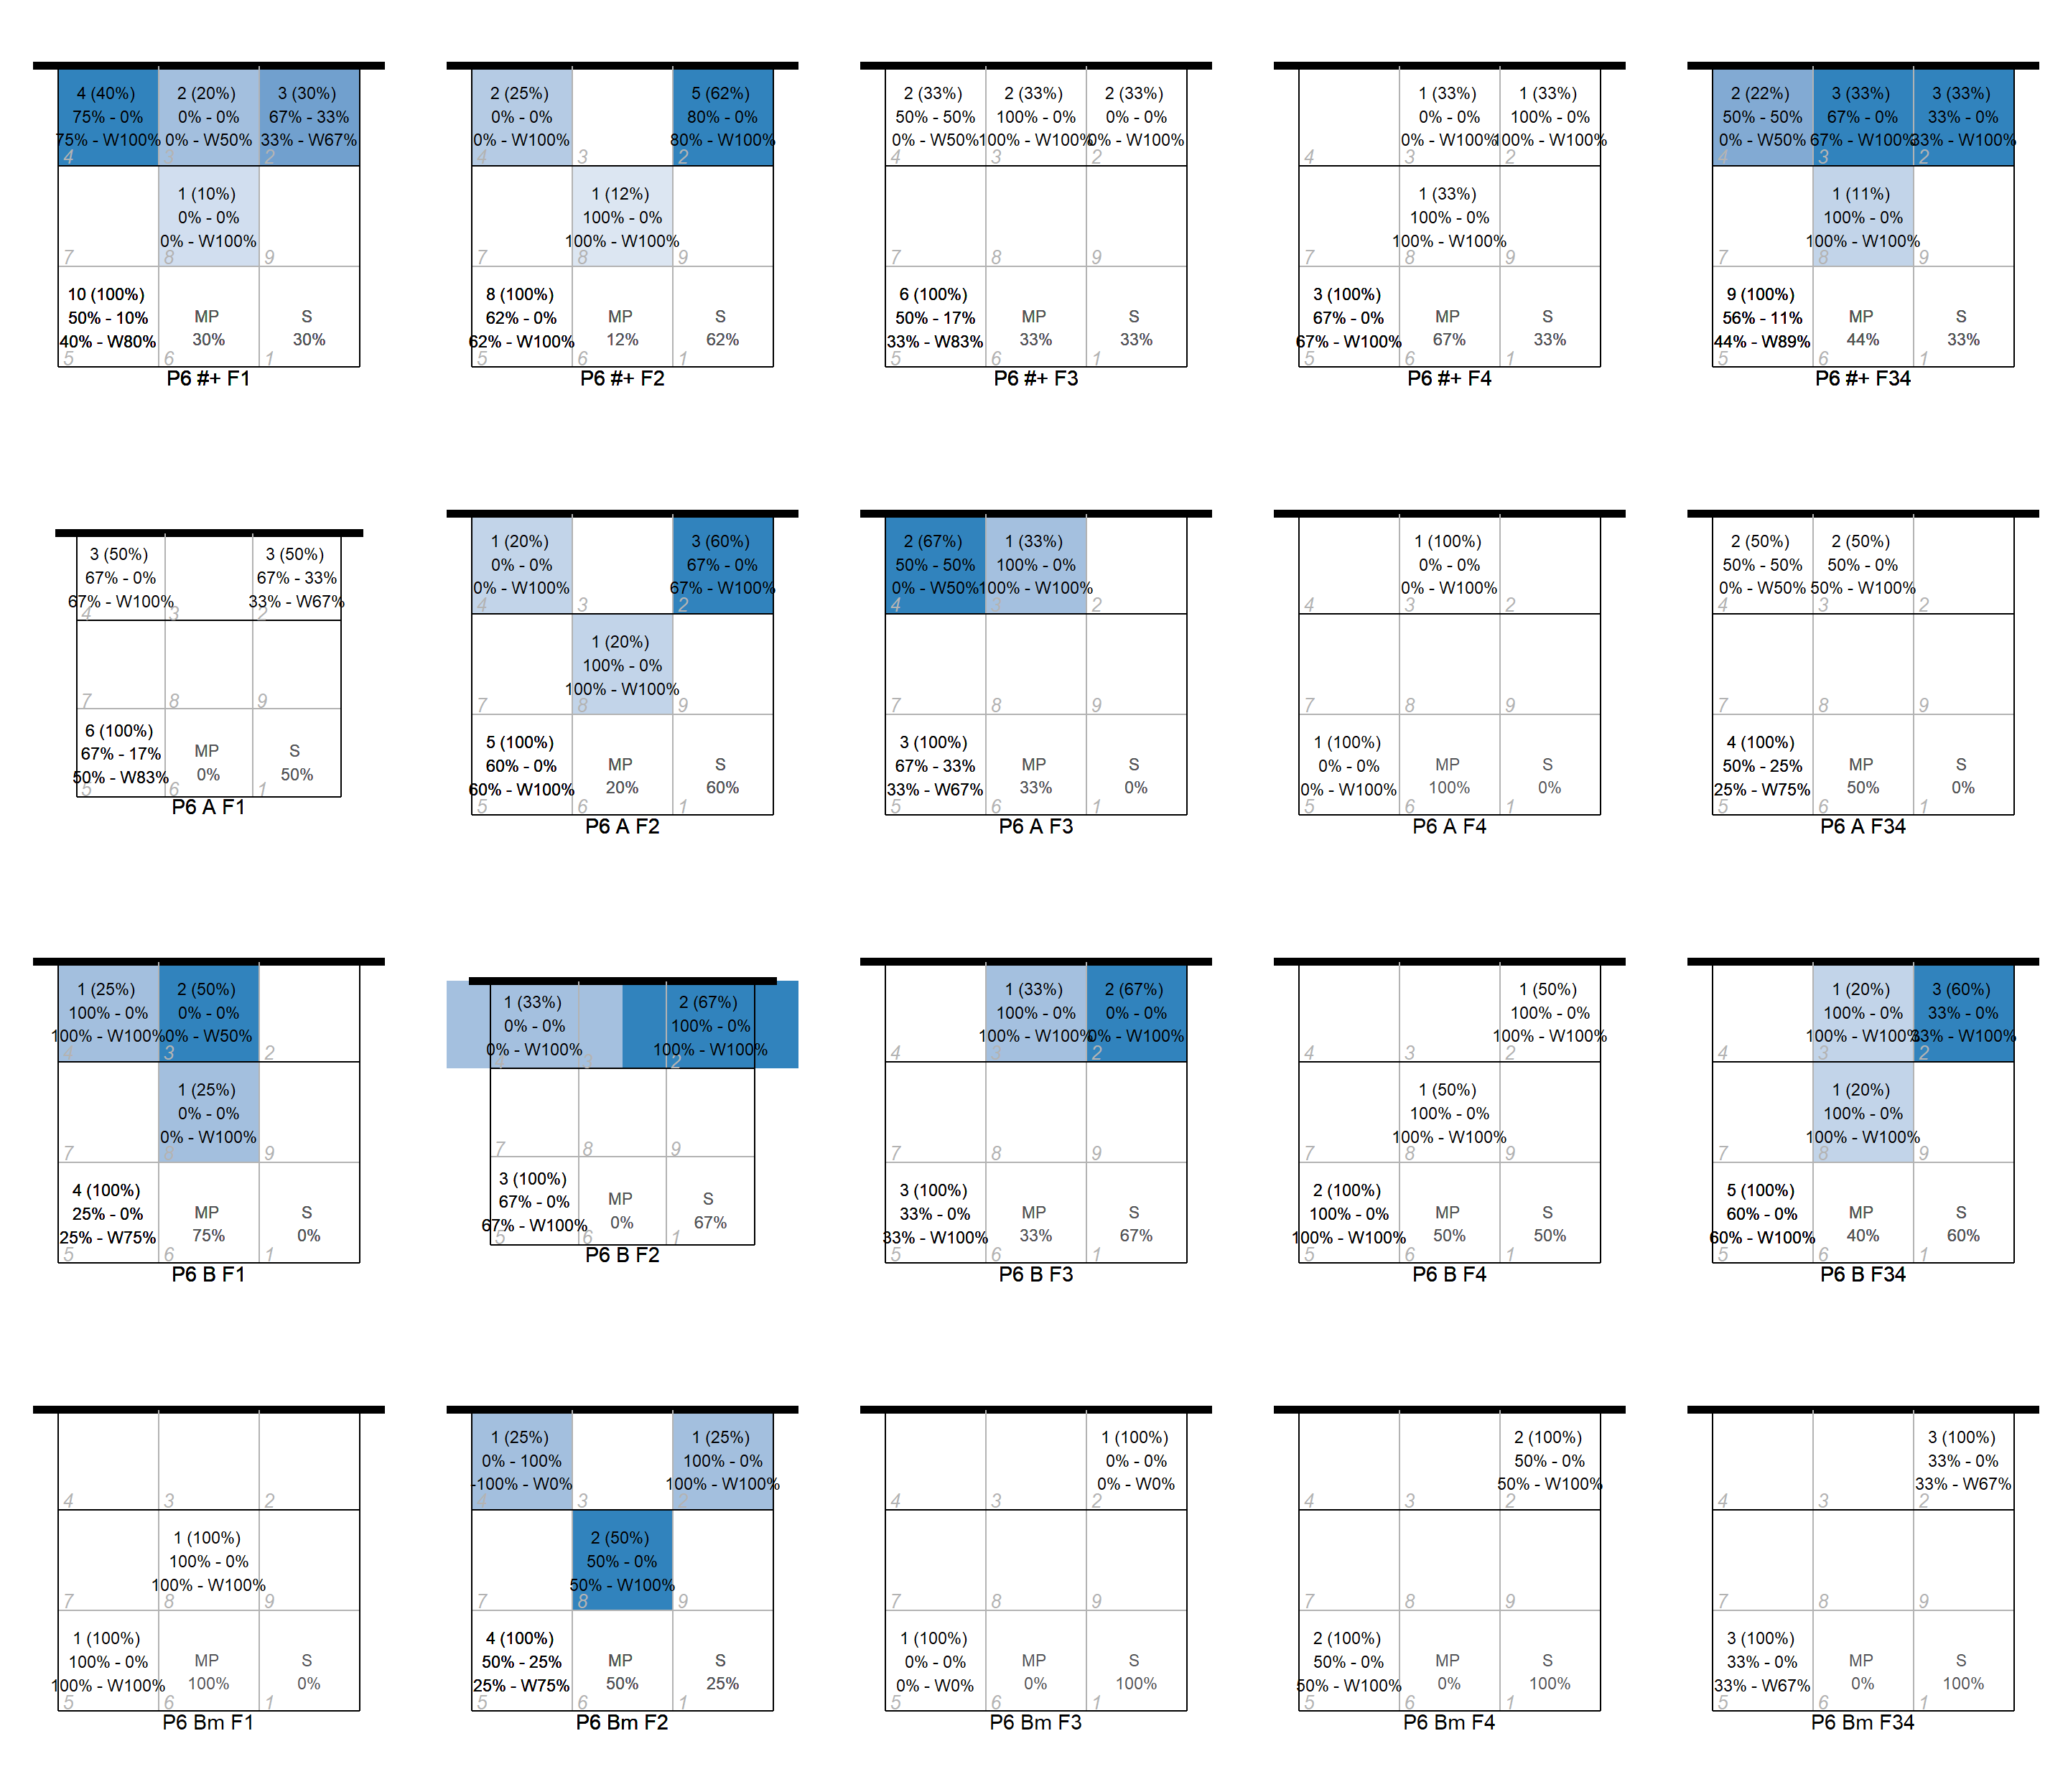 4 (40%) 2 (20%) 3 (30%)
75% - 0% 0% - 0% 67% - 33%
75% - W100% 0% - W50% 33% - W67%
4 3 2
1 (10%)
0% - 0%
0% - W100%
7 8 9
10 (100%)
50% - 10% MP S
40% - W80% 30% 30%
5 6 1
P6 #+ F1
2 (25%) 5 (62%)
0% - 0% 80% - 0%
0% - W100% 80% - W100%
4 3 2
1 (12%)
100% - 0%
100% - W100%
7 8 9
8 (100%)
62% - 0% MP S
62% - W100% 12% 62%
5 6 1
P6 #+ F2
2 (33%) 2 (33%) 2 (33%)
50% - 50% 100% - 0% 0% - 0%
0% - W50% 100% - W100% 0% - W100%
4 3 2
7 8 9
6 (100%)
50% - 17% MP S
33% - W83% 33% 33%
5 6 1
P6 #+ F3
1 (33%) 1 (33%)
0% - 0% 100% - 0%
0% - W100% 100% - W100%
4 3 2
1 (33%)
100% - 0%
100% - W100%
7 8 9
3 (100%)
67% - 0% MP S
67% - W100% 67% 33%
5 6 1
P6 #+ F4
2 (22%) 3 (33%) 3 (33%)
50% - 50% 67% - 0% 33% - 0%
0% - W50% 67% - W100% 33% - W100%
4 3 2
1 (11%)
100% - 0%
100% - W100%
7 8 9
9 (100%)
56% - 11% MP S
44% - W89% 44% 33%
5 6 1
P6 #+ F34
3 (50%) 3 (50%)
67% - 0% 67% - 33%
67% - W100% 33% - W67%
4 3 2
7 8 9
6 (100%)
67% - 17% MP S
50% - W83% 0% 50%
5 6 1
P6 A F1
1 (20%) 3 (60%)
0% - 0% 67% - 0%
0% - W100% 67% - W100%
4 3 2
1 (20%)
100% - 0%
100% - W100%
7 8 9
5 (100%)
60% - 0% MP S
60% - W100% 20% 60%
5 6 1
P6 A F2
2 (67%) 1 (33%)
50% - 50% 100% - 0%
0% - W50% 100% - W100%
4 3 2
7 8 9
3 (100%)
67% - 33% MP S
33% - W67% 33% 0%
5 6 1
P6 A F3
1 (100%)
0% - 0%
0% - W100%
4 3 2
7 8 9
1 (100%)
0% - 0% MP S
0% - W100% 100% 0%
5 6 1
P6 A F4
2 (50%) 2 (50%)
50% - 50% 50% - 0%
0% - W50% 50% - W100%
4 3 2
7 8 9
4 (100%)
50% - 25% MP S
25% - W75% 50% 0%
5 6 1
P6 A F34
1 (25%) 2 (50%)
100% - 0% 0% - 0%
100% - W100% 0% - W50%
4 3 2
1 (25%)
0% - 0%
0% - W100%
7 8 9
4 (100%)
25% - 0% MP S
25% - W75% 75% 0%
5 6 1
P6 B F1
1 (33%) 2 (67%)
0% - 0% 100% - 0%
0% - W100% 100% - W100%
4 3 2
7 8 9
3 (100%)
67% - 0% MP S
67% - W100% 0% 67%
5 6 1
P6 B F2
1 (33%) 2 (67%)
100% - 0% 0% - 0%
100% - W100% 0% - W100%
4 3 2
7 8 9
3 (100%)
33% - 0% MP S
33% - W100% 33% 67%
5 6 1
P6 B F3
1 (50%)
100% - 0%
100% - W100%
4 3 2
1 (50%)
100% - 0%
100% - W100%
7 8 9
2 (100%)
100% - 0% MP S
100% - W100% 50% 50%
5 6 1
P6 B F4
1 (20%) 3 (60%)
100% - 0% 33% - 0%
100% - W100% 33% - W100%
4 3 2
1 (20%)
100% - 0%
100% - W100%
7 8 9
5 (100%)
60% - 0% MP S
60% - W100% 40% 60%
5 6 1
P6 B F34
4 3 2
1 (100%)
100% - 0%
100% - W100%
7 8 9
1 (100%)
100% - 0% MP S
100% - W100% 100% 0%
5 6 1
P6 Bm F1
1 (25%) 1 (25%)
0% - 100% 100% - 0%
-100% - W0% 100% - W100%
4 3 2
2 (50%)
50% - 0%
50% - W100%
7 8 9
4 (100%)
50% - 25% MP S
25% - W75% 50% 25%
5 6 1
P6 Bm F2
1 (100%)
0% - 0%
0% - W0%
4 3 2
7 8 9
1 (100%)
0% - 0% MP S
0% - W0% 0% 100%
5 6 1
P6 Bm F3
2 (100%)
50% - 0%
50% - W100%
4 3 2
7 8 9
2 (100%)
50% - 0% MP S
50% - W100% 0% 100%
5 6 1
P6 Bm F4
3 (100%)
33% - 0%
33% - W67%
4 3 2
7 8 9
3 (100%)
33% - 0% MP S
33% - W67% 0% 100%
5 6 1
P6 Bm F34